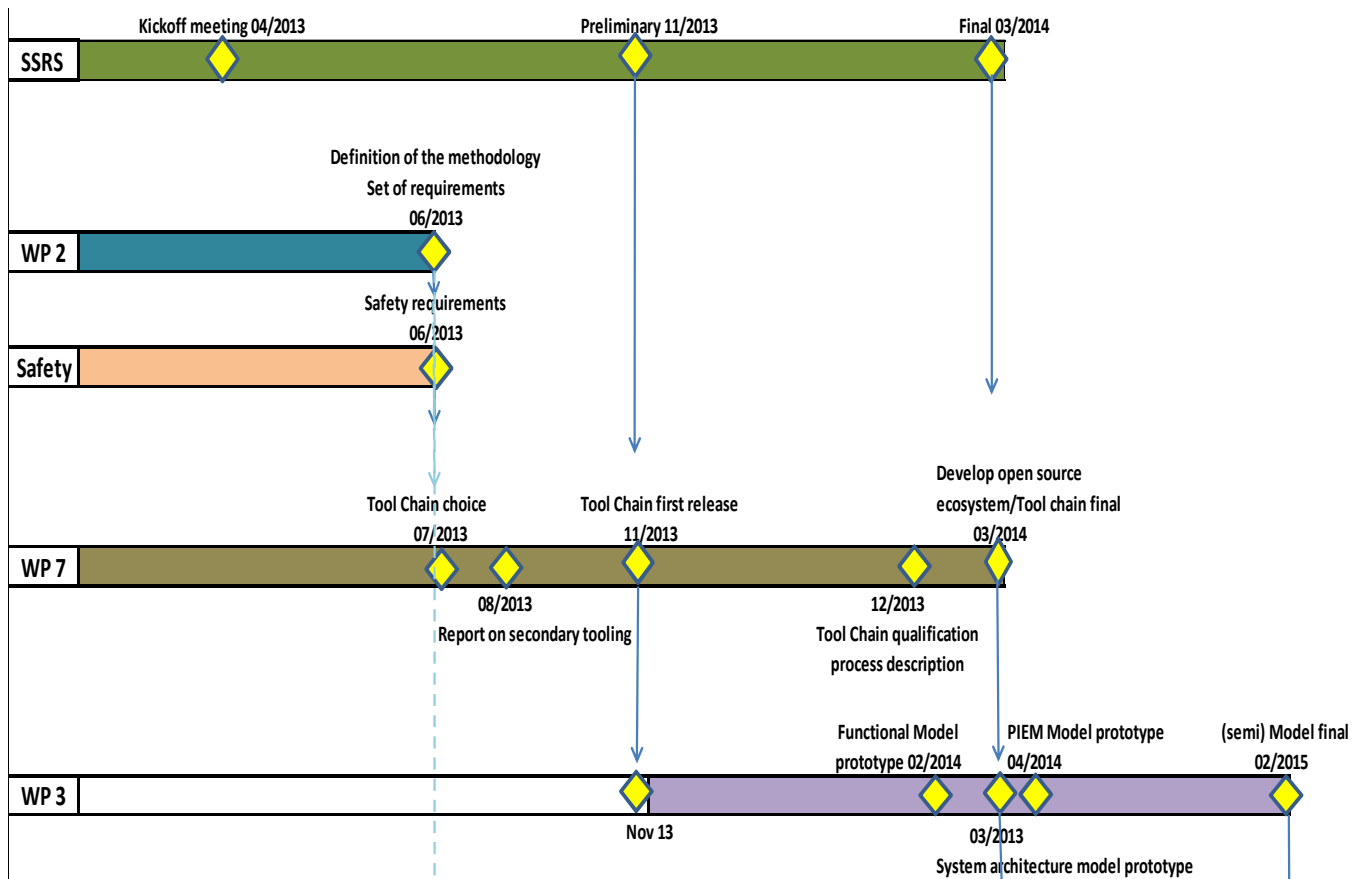 Kickoff meeting 04/2013
Preliminary 11/2013
Final 03/2014
SSRS
Definition of the methodology
Set of requirements
06/2013
WP 2
Safety requirements
06/2013
Safety
Develop open source
ecosystem/Tool chain final
03/2014
Tool Chain choice
07/2013
Tool Chain first release
11/2013
WP 7
08/2013
Report on secondary tooling
12/2013
Tool Chain qualification
process description
Functional Model
prototype 02/2014
PIEM Model prototype
04/2014
(semi) Model final
02/2015
WP 3
Nov 13
03/2013
System architecture model prototype